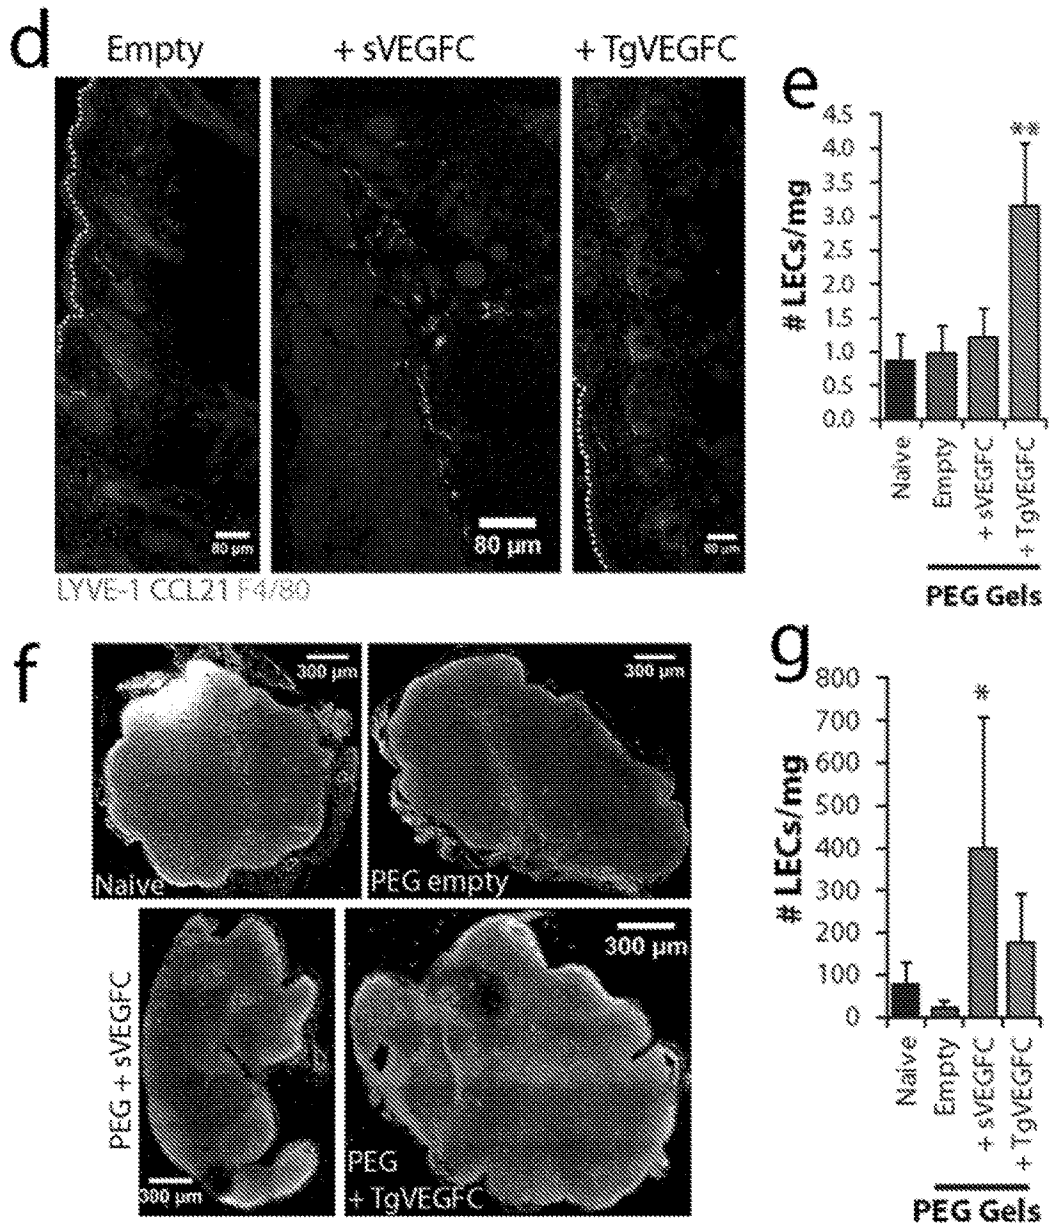 d
Empty
+ sVEGFC
+ TgVEGFC
80 µm
80 µm
80 µm
LYVE-1 CCL21 F4/80
e
# LECs/mg
4.5
4.0
3.5
3.0
2.5
2.0
1.5
1.0
0.5
0.0
**
Naive
Empty
+ sVEGFC
+ TgVEGFC
PEG Gels
f
300 µm
Naive
300 µm
PEG empty
PEG + sVEGFC
300 µm
300 µm
PEG
+ TgVEGFC
g
# LECs/mg
800
700
600
500
400
300
200
100
0
*
Naive
Empty
+ sVEGFC
+ TgVEGFC
PEG Gels